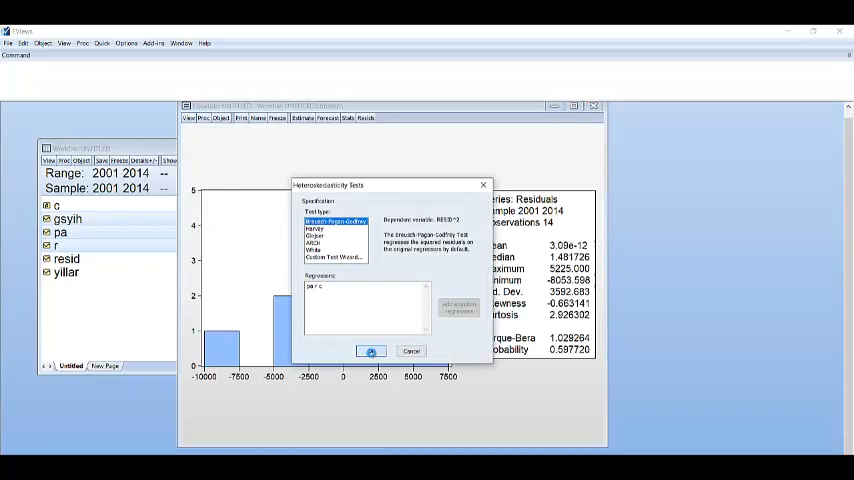 EViews
File Edit Object View Proc Quick Options Add-ins Window Help
Command
View Proc Object Print Name Freeze Estimate Forecast Stats Resids
Workfile: UNTITLED
View Proc Object Save Freeze Details+/- Show
Range: 2001 2014 --
Sample: 2001 2014 --
c
gsyih
pa
r
resid
yillar
Untitled New Page
Heteroskedasticity Tests
Specification
Test type:
Breusch-Pagan-Godfrey
Harvey
Glejser
ARCH
White
Custom Test Wizard...
Dependent variable: RESID^2
The Breusch-Pagan-Godfrey Test
regresses the squared residuals on
the original regressors by default.
Regressors:
pa r c
Add equation
regressors
Cancel
5
4
3
2
1
0
-10000 -7500 -5000 -2500 0 2500 5000 7500
eries: Residuals
ample 2001 2014
bservations 14
ean 3.09e-12
edian 1.481726
aximum 5225.000
nimum -8053.598
d. Dev. 3592.683
kewness -0.663141
urtosis 2.926302
rque-Bera 1.029264
obability 0.597720